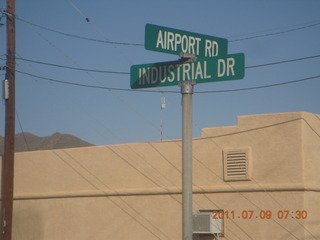 AIRPORT RD
INDUSTRIAL DR
2011.07.09 07:30